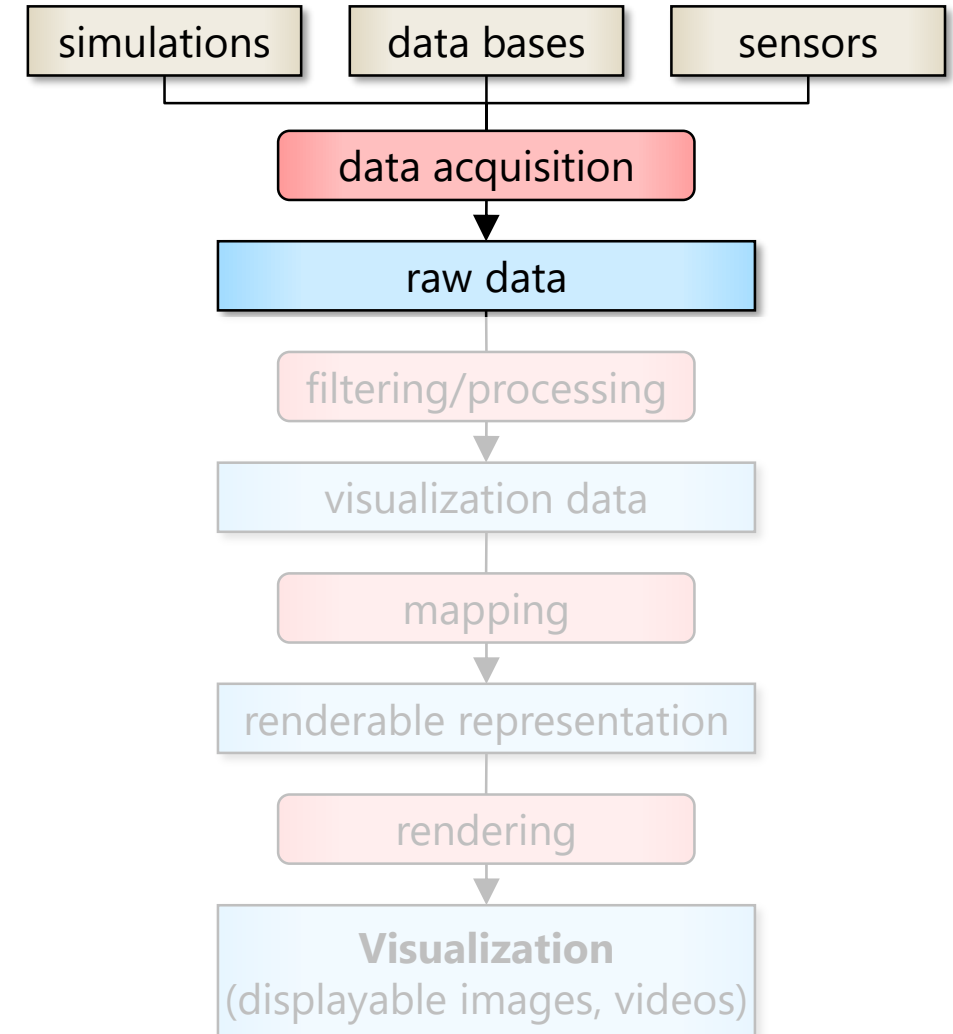 simulations
data bases
sensors
data acquisition
raw data
filtering/processing
visualization data
mapping
renderable representation
rendering
Visualization
(displayable images, videos)